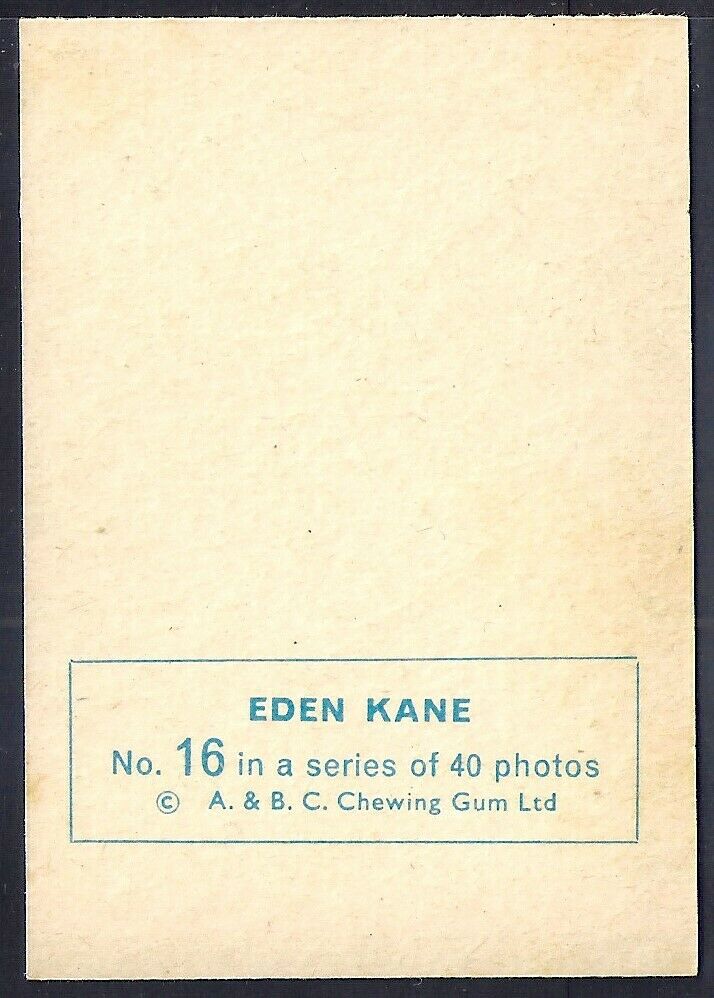 EDEN KANE
No. 16 in a series of 40 photos
© A. & B. C. Chewing Gum Ltd